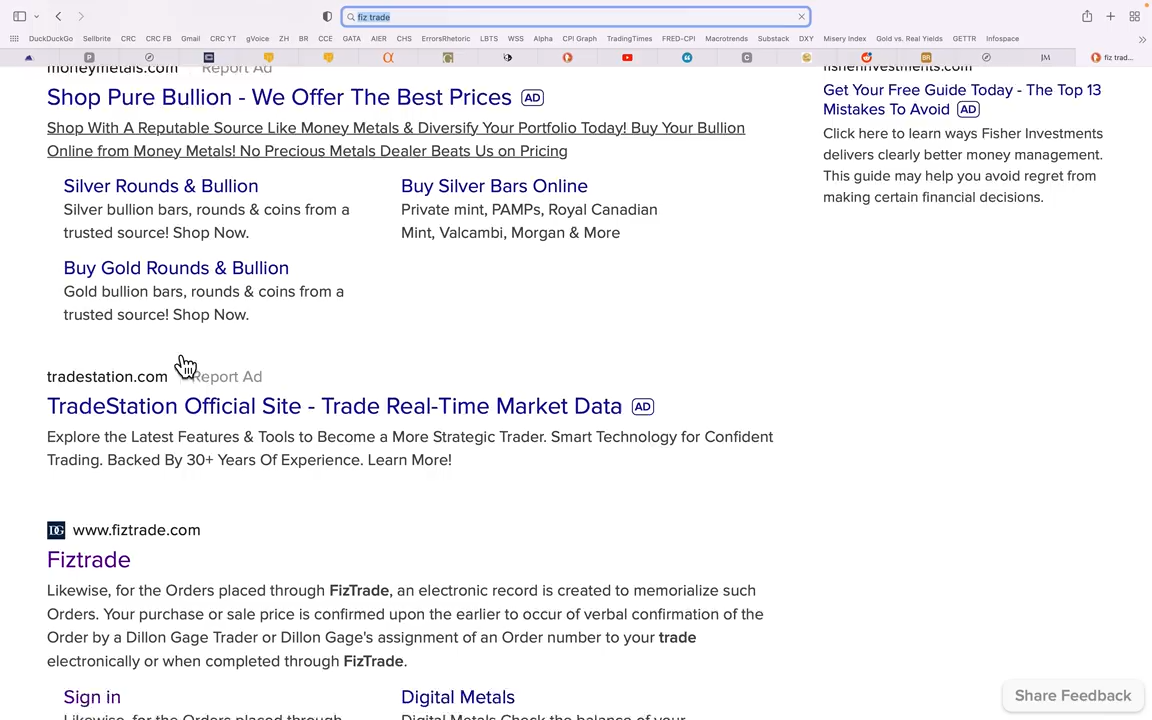 fiz trade
DuckDuckGo Sellbrite CRC CRC FB Gmail CRC YT gVoice ZH BR CCE GATA AIER CHS ErrorsRhetoric LBTS WSS Alpha CPI Graph TradingTimes FRED-CPI Macrotrends Substack DXY Misery Index Gold vs. Real Yields GETTR Infospace
fiz trad...
moneymetals.com Report Ad
Shop Pure Bullion - We Offer The Best Prices AD
Shop With A Reputable Source Like Money Metals & Diversify Your Portfolio Today! Buy Your Bullion
Online from Money Metals! No Precious Metals Dealer Beats Us on Pricing
Silver Rounds & Bullion
Silver bullion bars, rounds & coins from a
trusted source! Shop Now.
Buy Silver Bars Online
Private mint, PAMPs, Royal Canadian
Mint, Valcambi, Morgan & More
Buy Gold Rounds & Bullion
Gold bullion bars, rounds & coins from a
trusted source! Shop Now.
tradestation.com Report Ad
TradeStation Official Site - Trade Real-Time Market Data AD
Explore the Latest Features & Tools to Become a More Strategic Trader. Smart Technology for Confident
Trading. Backed By 30+ Years Of Experience. Learn More!
DG www.fiztrade.com
Fiztrade
Likewise, for the Orders placed through FizTrade, an electronic record is created to memorialize such
Orders. Your purchase or sale price is confirmed upon the earlier to occur of verbal confirmation of the
Order by a Dillon Gage Trader or Dillon Gage's assignment of an Order number to your trade
electronically or when completed through FizTrade.
Sign in
Likewise, for the Orders placed through
Digital Metals
Digital Metals Check the balance of your
fisherinvestments.com
Get Your Free Guide Today - The Top 13
Mistakes To Avoid AD
Click here to learn ways Fisher Investments
delivers clearly better money management.
This guide may help you avoid regret from
making certain financial decisions.
Share Feedback